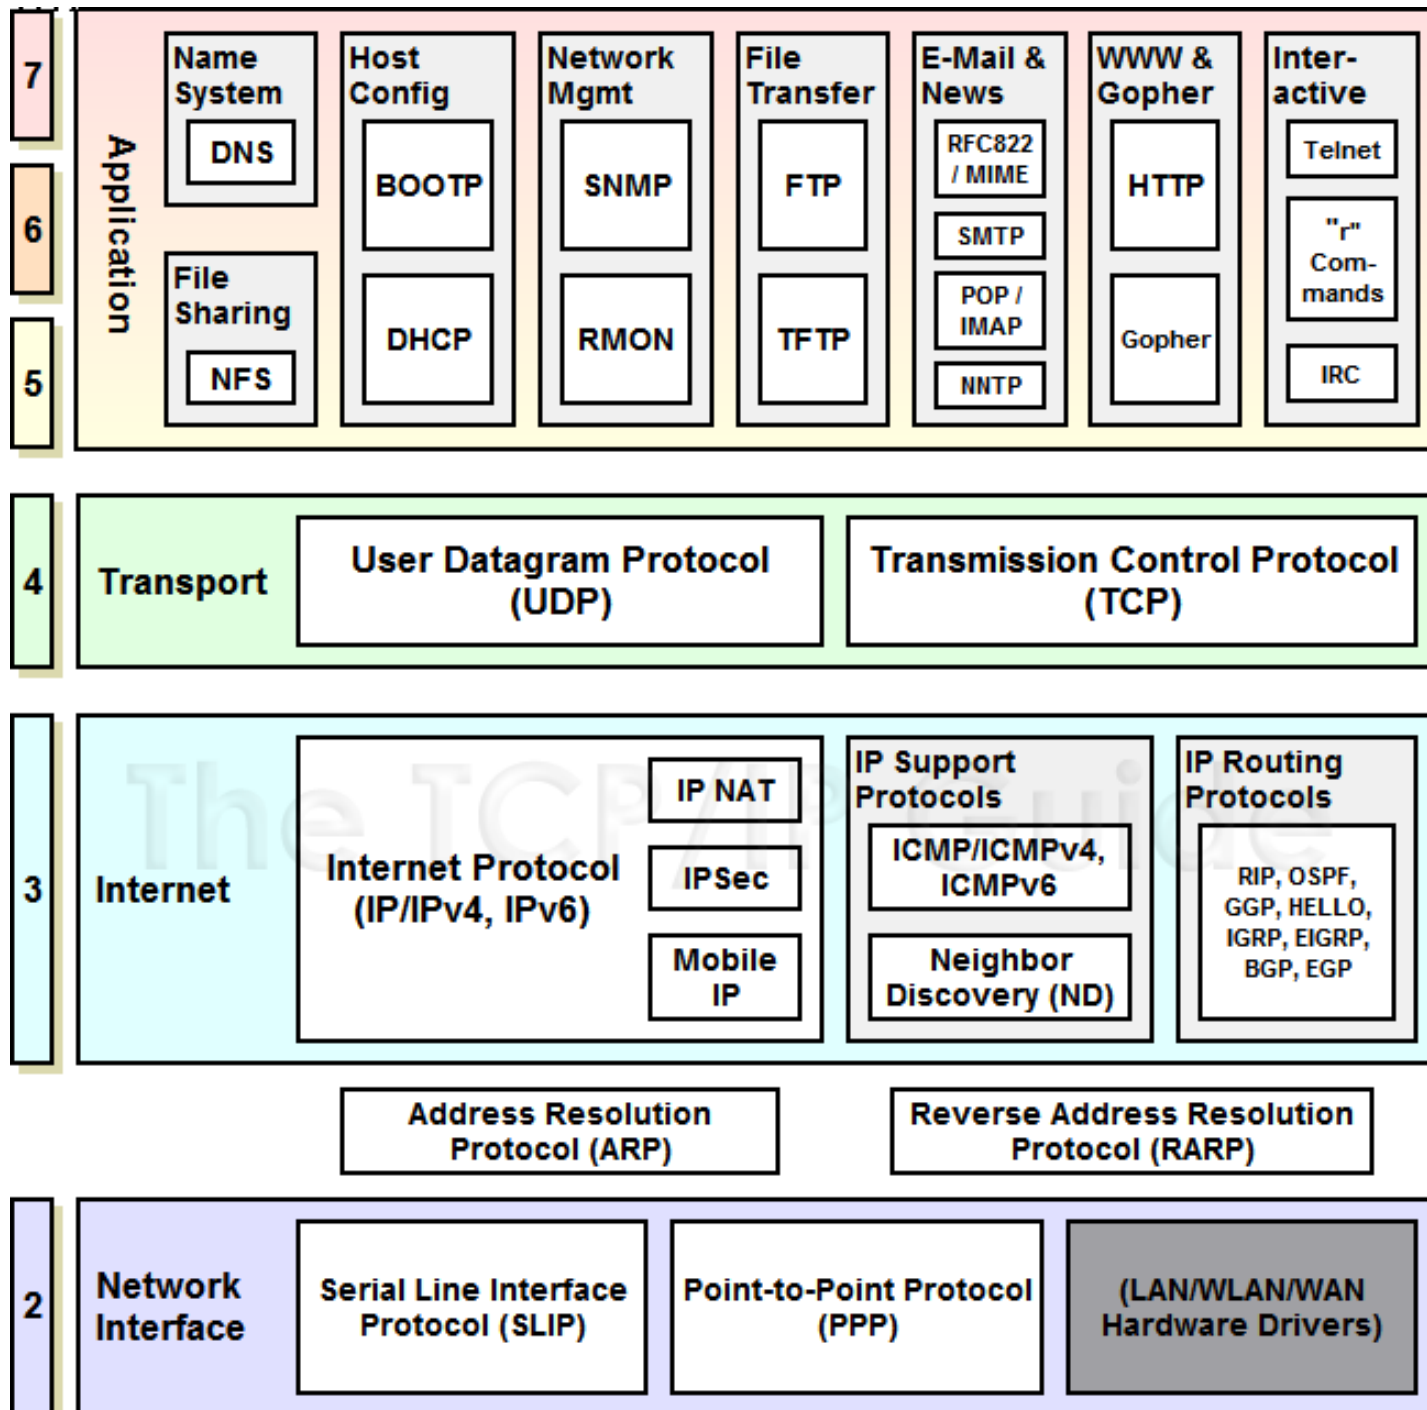 7
6
5
Application
Name
System
DNS
File
Sharing
NFS
Host
Config
BOOTP
DHCP
Network
Mgmt
SNMP
RMON
File
Transfer
FTP
TFTP
E-Mail &
News
RFC822
/ MIME
SMTP
POP /
IMAP
NNTP
WWW &
Gopher
HTTP
Gopher
Inter-
active
Telnet
"r"
Com-
mands
IRC
4
Transport
User Datagram Protocol
(UDP)
Transmission Control Protocol
(TCP)
The TCP/IP Guide
3
Internet
Internet Protocol
(IP/IPv4, IPv6)
IP NAT
IPSec
Mobile
IP
IP Support
Protocols
ICMP/ICMPv4,
ICMPv6
Neighbor
Discovery (ND)
IP Routing
Protocols
RIP, OSPF,
GGP, HELLO,
IGRP, EIGRP,
BGP, EGP
Address Resolution
Protocol (ARP)
Reverse Address Resolution
Protocol (RARP)
2
Network
Interface
Serial Line Interface
Protocol (SLIP)
Point-to-Point Protocol
(PPP)
(LAN/WLAN/WAN
Hardware Drivers)